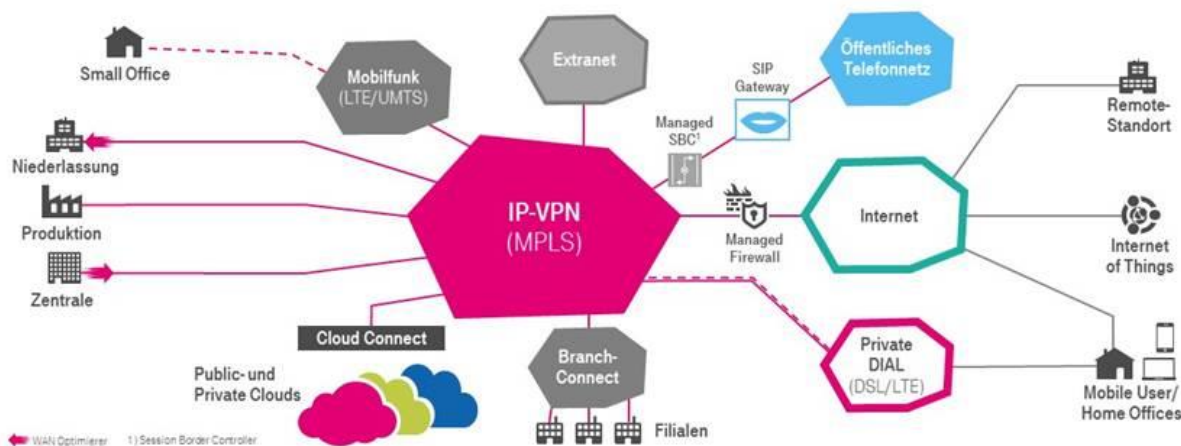 Small Office
Mobilfunk
(LTE/UMTS)
Extranet
Öffentliches
Telefonnetz
SIP
Gateway
Managed
SBC¹
Remote-
Standort
Niederlassung
IP-VPN
(MPLS)
Internet
Produktion
Managed
Firewall
Internet
of Things
Zentrale
Cloud Connect
Public- und
Private Clouds
Branch-
Connect
Private
DIAL
(DSL/LTE)
Mobile User/
Home Offices
Filialen
WAN Optimierer 1) Session Border Controller